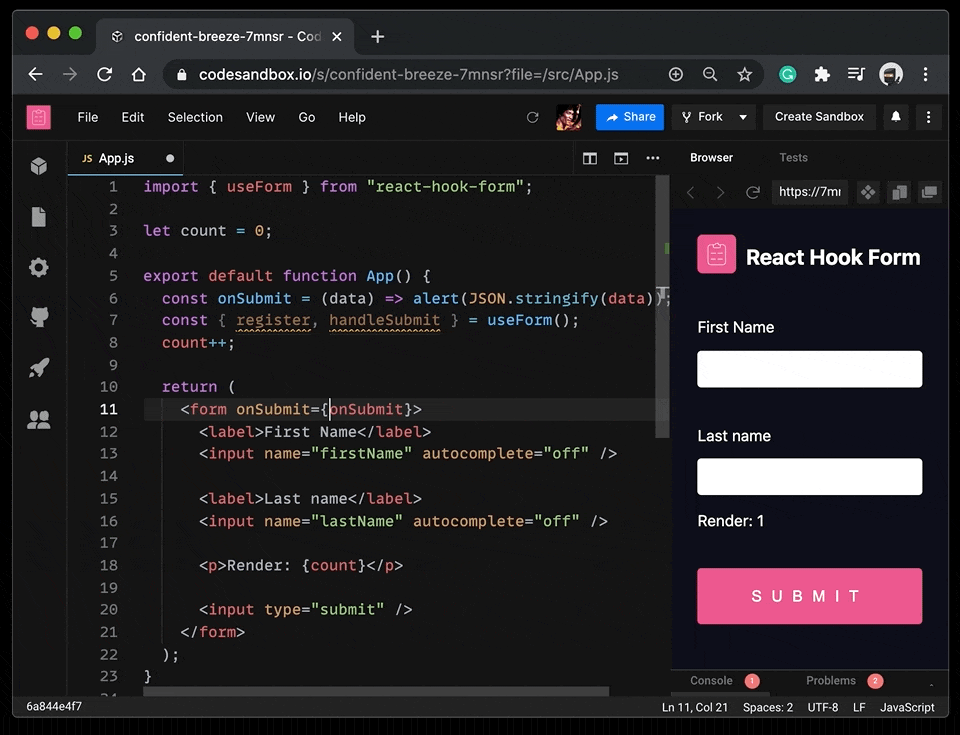 confident-breeze-7mnsr - Cod
codesandbox.io/s/confident-breeze-7mnsr?file=/src/App.js
File Edit Selection View Go Help
Share
Fork
Create Sandbox
JS App.js
Browser Tests
https://7mr
1 import { useForm } from "react-hook-form";
2
3 let count = 0;
4
5 export default function App() {
6 const onSubmit = (data) => alert(JSON.stringify(data));
7 const { register, handleSubmit } = useForm();
8 count++;
9
10 return (
11 <form onSubmit={onSubmit}>
12 <label>First Name</label>
13 <input name="firstName" autocomplete="off" />
14
15 <label>Last name</label>
16 <input name="lastName" autocomplete="off" />
17
18 <p>Render: {count}</p>
19
20 <input type="submit" />
21 </form>
22 );
23 }
React Hook Form
First Name
Last name
Render: 1
SUBMIT
Console 1 Problems 2
6a844e4f7
Ln 11, Col 21 Spaces: 2 UTF-8 LF JavaScript